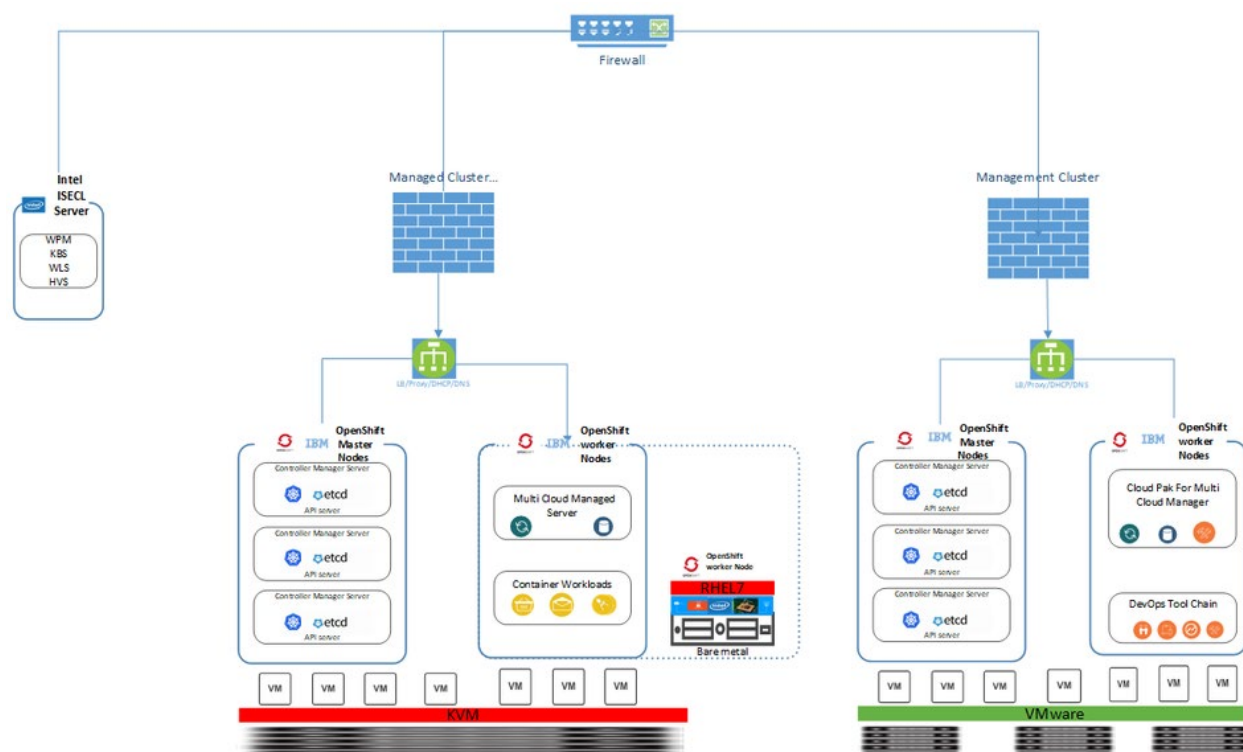 Firewall
Intel
ISECL
Server
WPM
KBS
WLS
HVS
Managed Cluster...
Management Cluster
LB/Proxy/DHCP/DNS
LB/Proxy/DHCP/DNS
IBM
OpenShift
Master
Nodes
Controller Manager Server
etcd
API server
Controller Manager Server
etcd
API server
Controller Manager Server
etcd
API server
IBM
OpenShift
worker
Nodes
Multi Cloud Managed
Server
Container Workloads
OpenShift
worker Node
RHEL7
Bare metal
IBM
OpenShift
Master
Nodes
Controller Manager Server
etcd
API server
Controller Manager Server
etcd
API server
Controller Manager Server
etcd
API server
IBM
OpenShift
worker
Nodes
Cloud Pak For Multi
Cloud Manager
DevOps Tool Chain
VM
VM
VM
VM
VM
VM
VM
KVM
VM
VM
VM
VM
VM
VM
VM
VMware